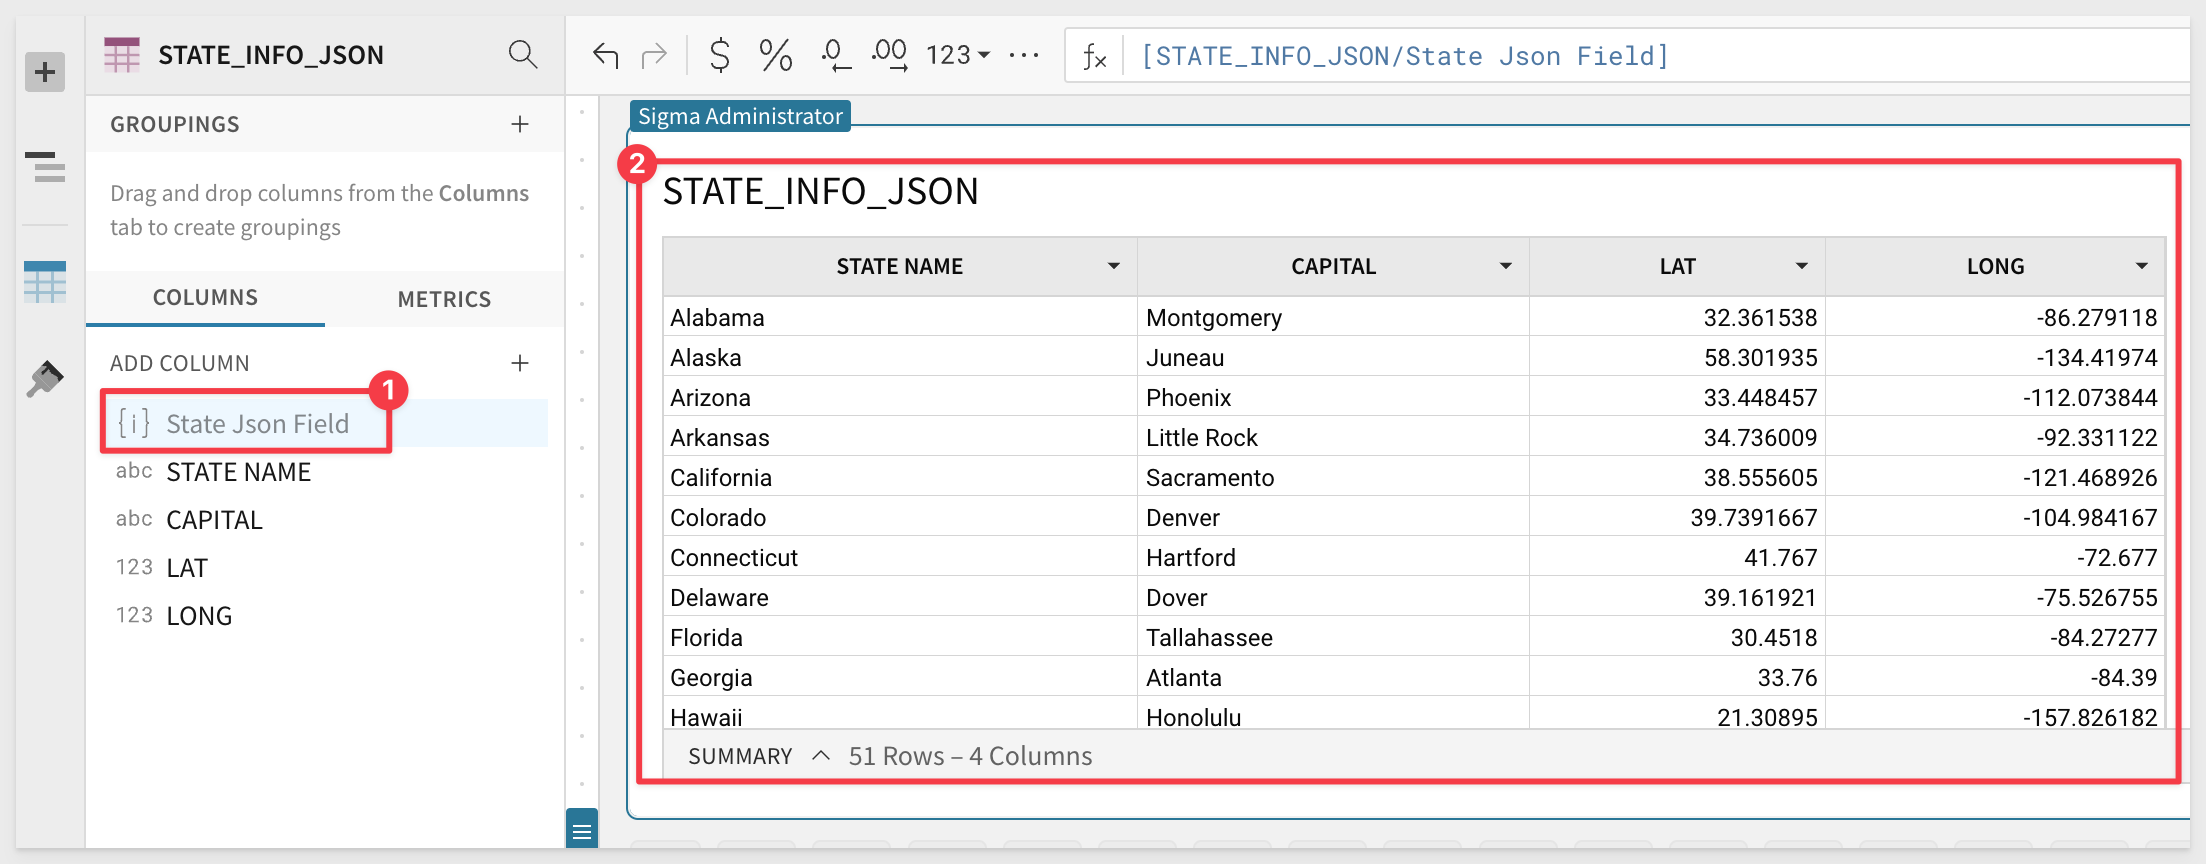 STATE_INFO_JSON
123
fx
[STATE_INFO_JSON/State Json Field]
GROUPINGS
Drag and drop columns from the Columns
tab to create groupings
COLUMNS METRICS
ADD COLUMN
1
{i} State Json Field
abc STATE NAME
abc CAPITAL
123 LAT
123 LONG
Sigma Administrator
2
STATE_INFO_JSON
STATE NAME CAPITAL LAT LONG
Alabama Montgomery 32.361538 -86.279118
Alaska Juneau 58.301935 -134.41974
Arizona Phoenix 33.448457 -112.073844
Arkansas Little Rock 34.736009 -92.331122
California Sacramento 38.555605 -121.468926
Colorado Denver 39.7391667 -104.984167
Connecticut Hartford 41.767 -72.677
Delaware Dover 39.161921 -75.526755
Florida Tallahassee 30.4518 -84.27277
Georgia Atlanta 33.76 -84.39
Hawaii Honolulu 21.30895 -157.826182
SUMMARY 51 Rows – 4 Columns
$ % .0 .00